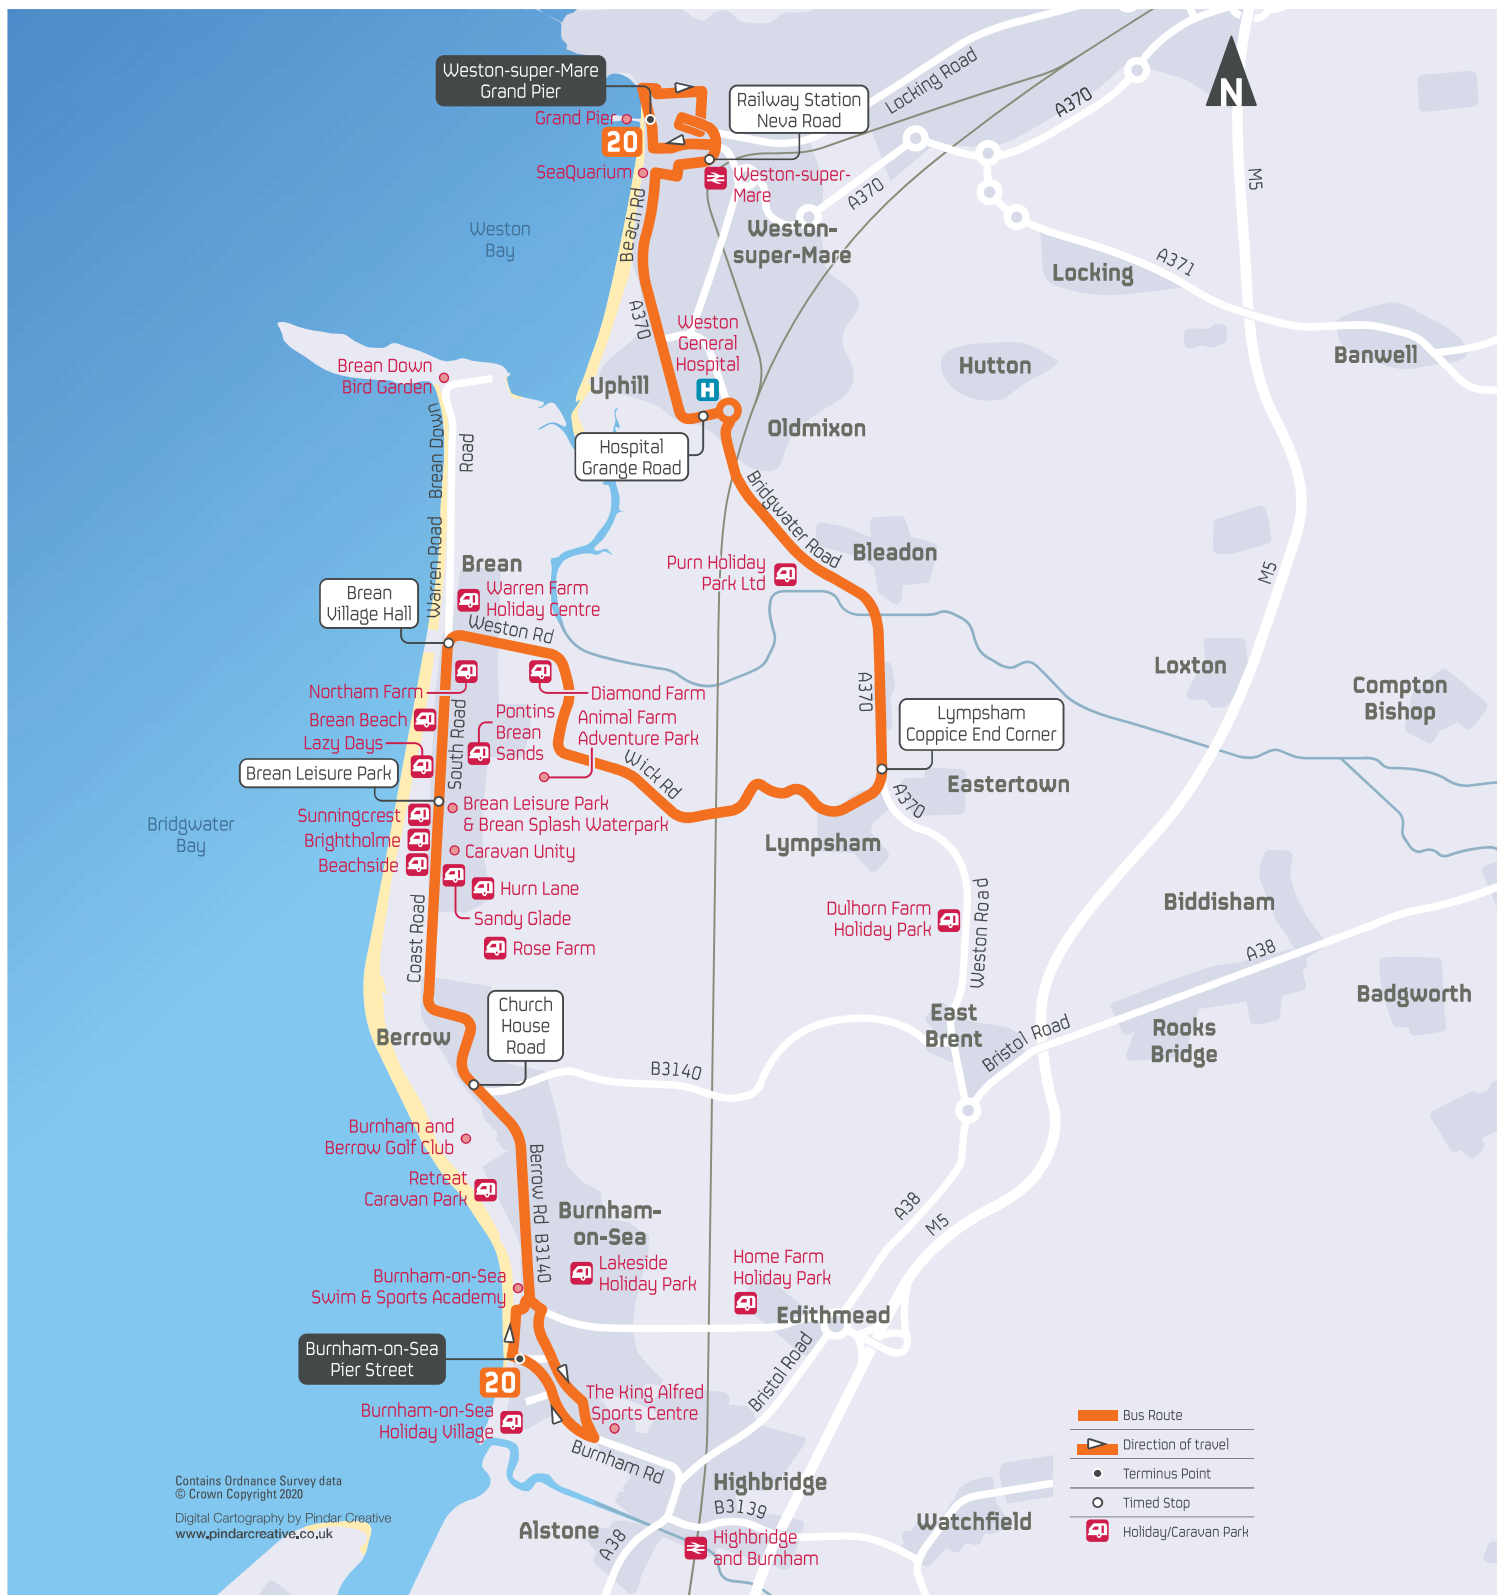 Weston-super-Mare
Grand Pier
Grand Pier
20
SeaQuarium
Railway Station
Neva Road
Weston-super-
Mare
Locking Road
A370
A370
N
M5
Weston
Bay
Beach Rd
Weston-
super-Mare
Locking
A371
A370
Weston
General
Hospital
H
Hutton
Banwell
Brean Down
Bird Garden
Uphill
Oldmixon
Hospital
Grange Road
Brean Down
Road
Warren Road
Bridgwater Road
Bleadon
M5
Purn Holiday
Park Ltd
Brean
Brean
Village Hall
Warren Farm
Holiday Centre
Weston Rd
Northam Farm
Diamond Farm
Brean Beach
Lazy Days
South Road
Pontins
Brean
Sands
Animal Farm
Adventure Park
Wick Rd
Brean Leisure Park
A370
Lympsham
Coppice End Corner
Loxton
Compton
Bishop
Eastertown
A370
Lympsham
Bridgwater
Bay
Sunningcrest
Brightholme
Beachside
Brean Leisure Park
& Brean Splash Waterpark
Caravan Unity
Hurn Lane
Sandy Glade
Rose Farm
Coast Road
Dulhorn Farm
Holiday Park
Weston Road
Biddisham
A38
Badgworth
Rooks
Bridge
East
Brent
Bristol Road
Berrow
Church
House
Road
B3140
Burnham and
Berrow Golf Club
Retreat
Caravan Park
Berrow Rd
B3140
Burnham-
on-Sea
Lakeside
Holiday Park
Home Farm
Holiday Park
A38
M5
Edithmead
Burnham-on-Sea
Swim & Sports Academy
Burnham-on-Sea
Pier Street
20
Burnham-on-Sea
Holiday Village
The King Alfred
Sports Centre
Bristol Road
Burnham Rd
Highbridge
B3139
Alstone
A38
Highbridge
and Burnham
Watchfield
Bus Route
Direction of travel
Terminus Point
Timed Stop
Holiday/Caravan Park
Contains Ordnance Survey data
© Crown Copyright 2020
Digital Cartography by Pindar Creative
www.pindarcreative.co.uk